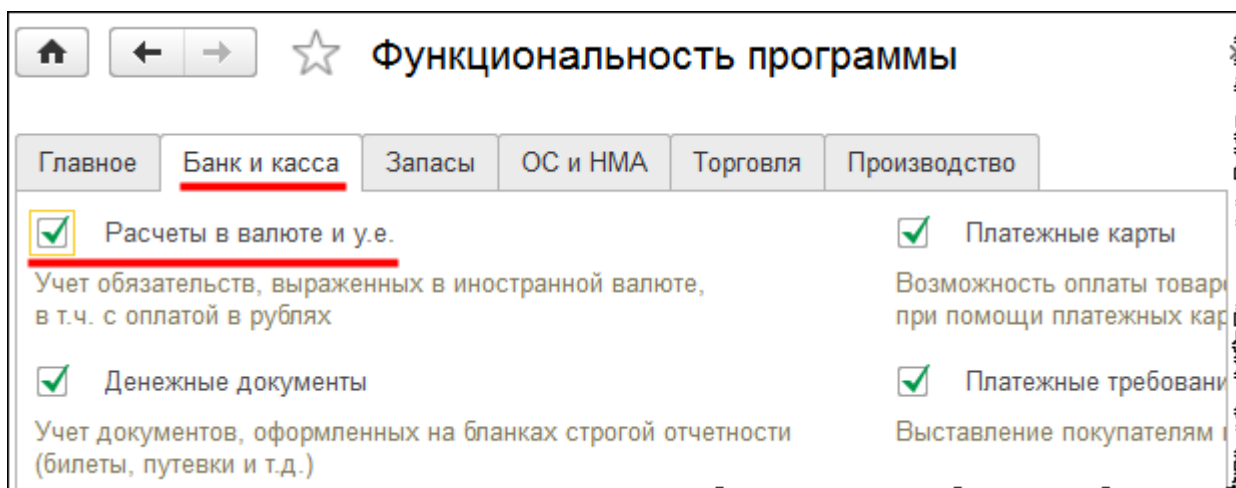 Функциональность программы
Главное Банк и касса Запасы ОС и НМА Торговля Производство
Расчеты в валюте и у.е.
Учет обязательств, выраженных в иностранной валюте,
в т.ч. с оплатой в рублях
Платежные карты
Возможность оплаты
при помощи платежных
Денежные документы
Учет документов, оформленных на бланках строгой отчетности
(билеты, путевки и т.д.)
Платежные
Выставление покупателям